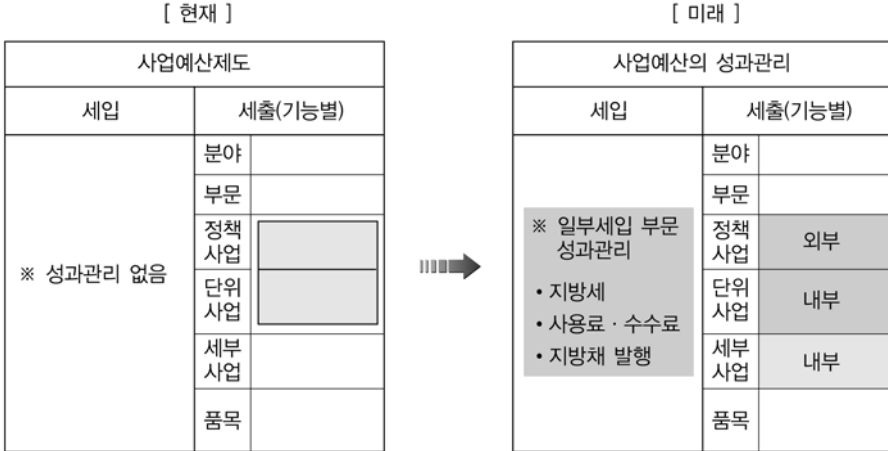 [ 현재 ]
사업예산제도
세입
세출(기능별)
※ 성과관리 없음
분야
부문
정책
사업
단위
사업
세부
사업
품목
[ 미래 ]
사업예산의 성과관리
세입
세출(기능별)
※ 일부세입 부문
성과관리
• 지방세
• 사용료 · 수수료
• 지방채 발행
분야
부문
정책
사업
외부
단위
사업
내부
세부
사업
내부
품목